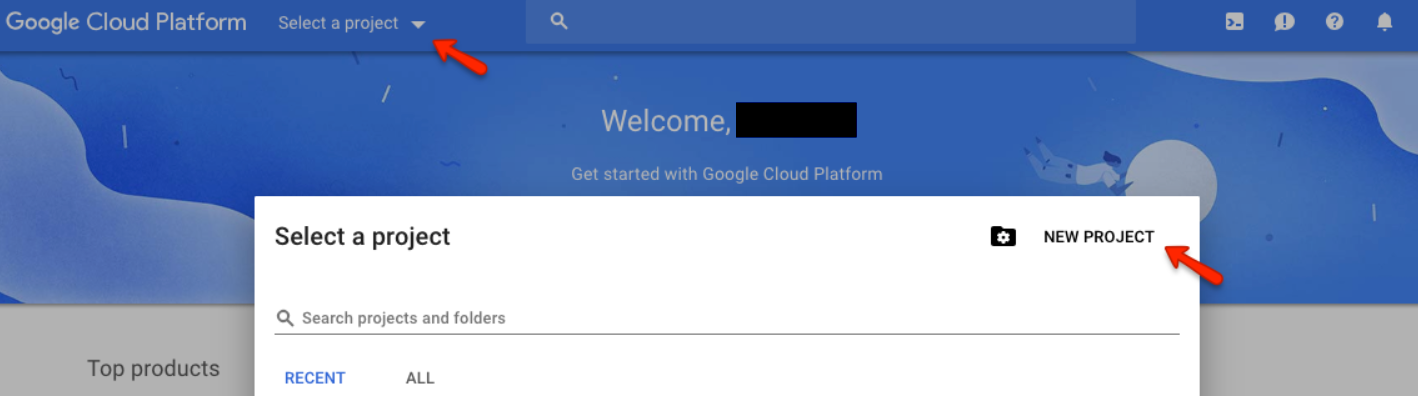 Google Cloud Platform Select a project
Welcome,
Get started with Google Cloud Platform
Select a project NEW PROJECT
Search projects and folders
Top products
RECENT ALL